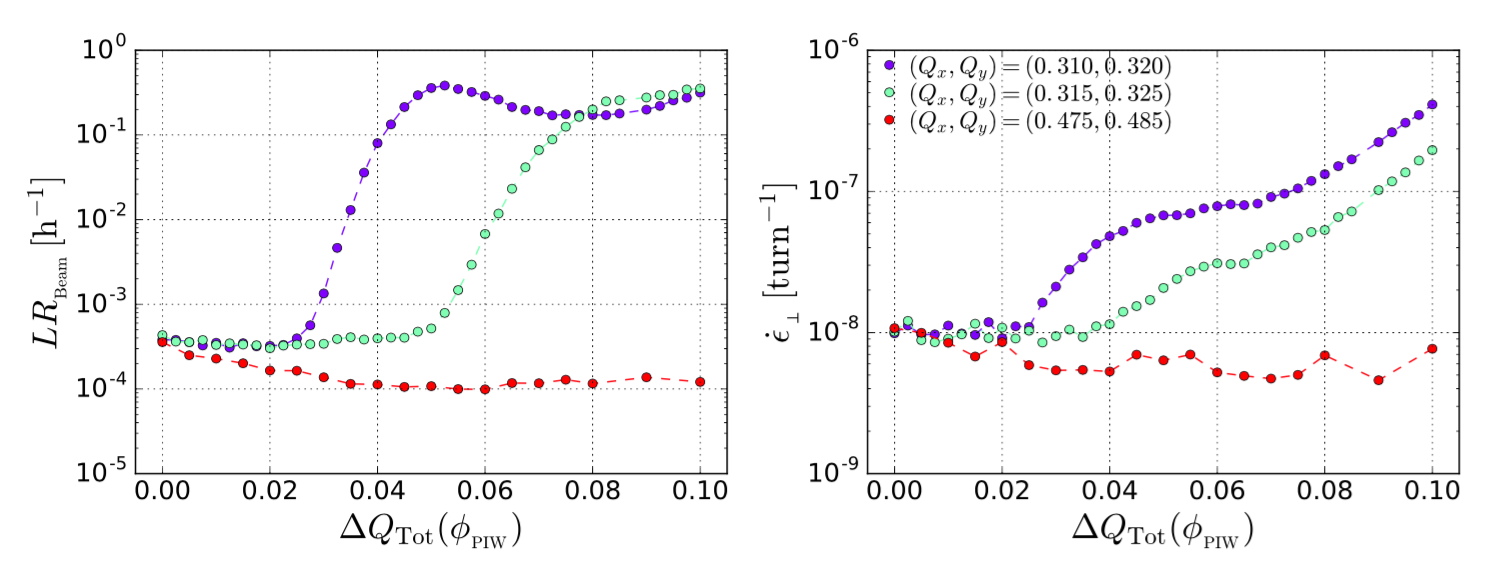 10^0
10^-1
10^-2
10^-3
10^-4
10^-5
LR_Beam [h^−1]
0.00 0.02 0.04 0.06 0.08 0.10
ΔQ_Tot(ϕ_PIW)
10^-6
10^-7
10^-8
10^-9
ϵ̇_⊥ [turn^−1]
(Q_x, Q_y) = (0.310, 0.320)
(Q_x, Q_y) = (0.315, 0.325)
(Q_x, Q_y) = (0.475, 0.485)
0.00 0.02 0.04 0.06 0.08 0.10
ΔQ_Tot(ϕ_PIW)